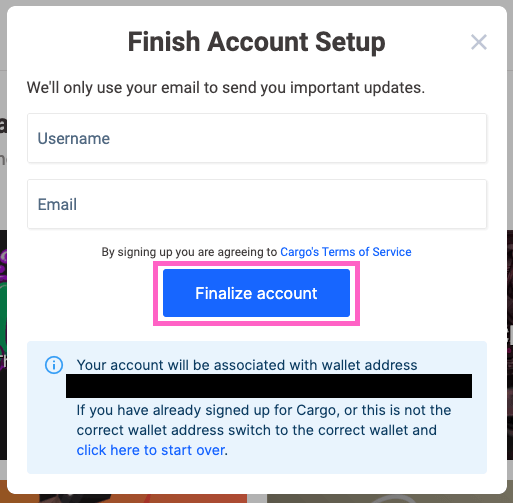 Finish Account Setup
We'll only use your email to send you important updates.
Username
Email
By signing up you are agreeing to Cargo's Terms of Service
Finalize account
Your account will be associated with wallet address
If you have already signed up for Cargo, or this is not the
correct wallet address switch to the correct wallet and
click here to start over.